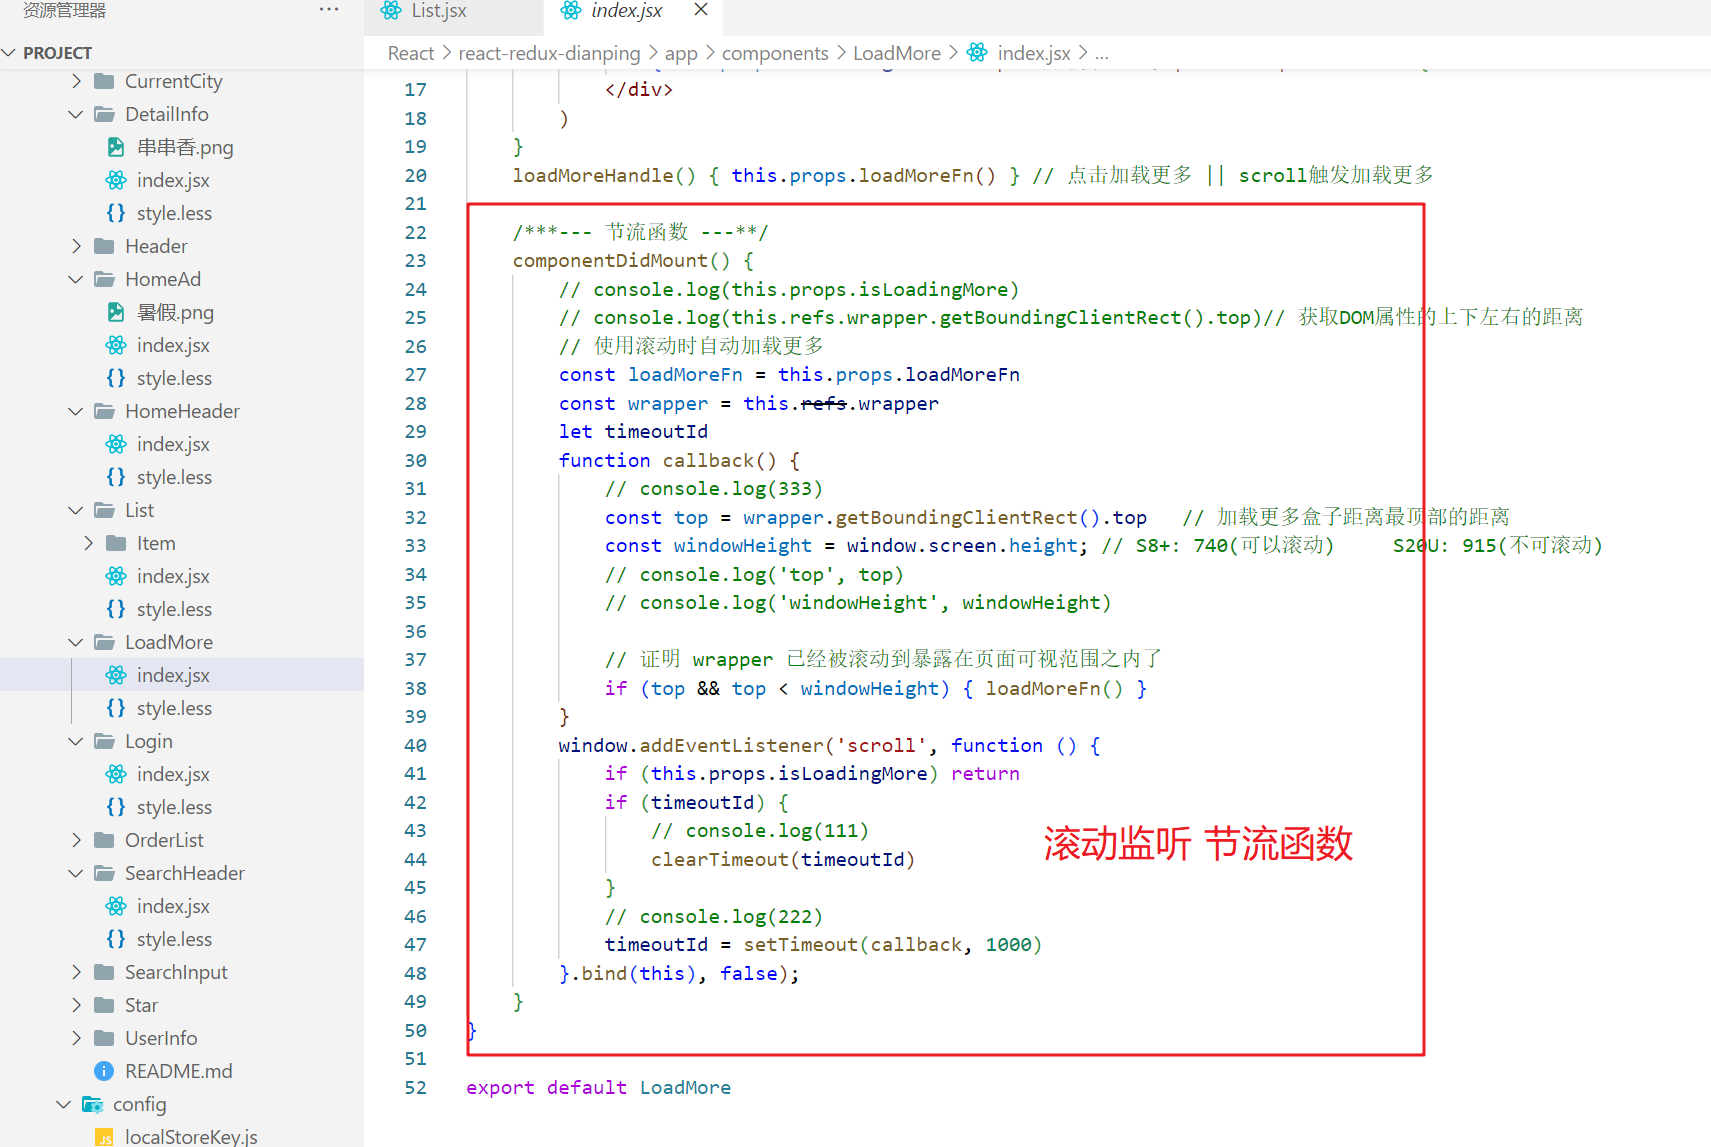 资源管理器
···
PROJECT
CurrentCity
DetailInfo
串串香.png
index.jsx
style.less
Header
HomeAd
暑假.png
index.jsx
style.less
HomeHeader
index.jsx
style.less
List
Item
index.jsx
style.less
LoadMore
index.jsx
style.less
Login
index.jsx
style.less
OrderList
SearchHeader
index.jsx
style.less
SearchInput
Star
UserInfo
README.md
config
localStoreKey.js
List.jsx
index.jsx
React > react-redux-dianping > app > components > LoadMore > index.jsx > ...
17 </div>
18 )
19 }
20 loadMoreHandle() { this.props.loadMoreFn() } // 点击加载更多 || scroll触发加载更多
21
22 /***--- 节流函数 ---**/
23 componentDidMount() {
24 // console.log(this.props.isLoadingMore)
25 // console.log(this.refs.wrapper.getBoundingClientRect().top)// 获取DOM属性的上下左右的距离
26 // 使用滚动时自动加载更多
27 const loadMoreFn = this.props.loadMoreFn
28 const wrapper = this.refs.wrapper
29 let timeoutId
30 function callback() {
31 // console.log(333)
32 const top = wrapper.getBoundingClientRect().top // 加载更多盒子距离最顶部的距离
33 const windowHeight = window.screen.height; // S8+: 740(可以滚动) S20U: 915(不可滚动)
34 // console.log('top', top)
35 // console.log('windowHeight', windowHeight)
36
37 // 证明 wrapper 已经被滚动到暴露在页面可视范围之内了
38 if (top && top < windowHeight) { loadMoreFn() }
39 }
40 window.addEventListener('scroll', function () {
41 if (this.props.isLoadingMore) return
42 if (timeoutId) {
43 // console.log(111)
44 clearTimeout(timeoutId)
45 }
46 // console.log(222)
47 timeoutId = setTimeout(callback, 1000)
48 }.bind(this), false);
49 }
50 }
51
52 export default LoadMore
滚动监听 节流函数